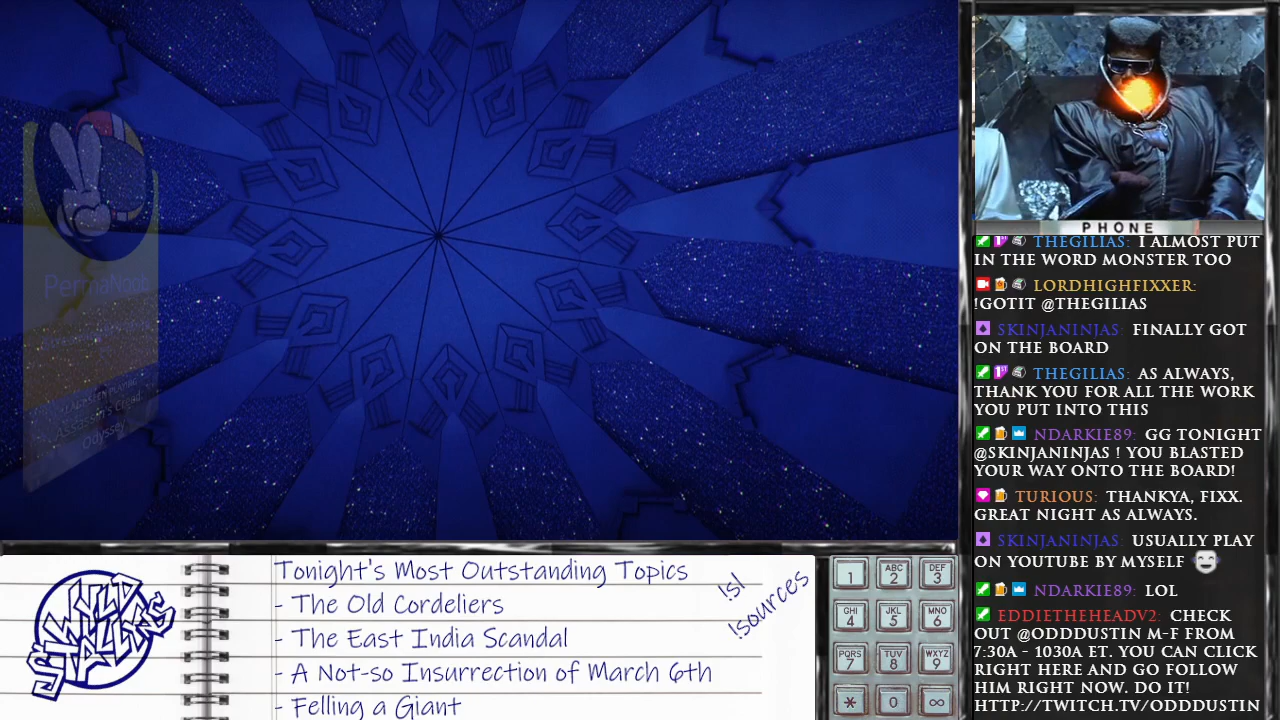 PermaNoob
Assassin's Creed
Odyssey
PHONE
THEGILIAS: I ALMOST PUT
IN THE WORD MONSTER TOO
LORDHIGHFIXXER:
!GOTIT @THEGILIAS
SKINJANINJAS: FINALLY GOT
ON THE BOARD
THEGILIAS: AS ALWAYS,
THANK YOU FOR ALL THE WORK
YOU PUT INTO THIS
NDARKIE89: GG TONIGHT
@SKINJANINJAS ! YOU BLASTED
YOUR WAY ONTO THE BOARD!
TURIOUS: THANKYA, FIXX.
GREAT NIGHT AS ALWAYS.
SKINJANINJAS: USUALLY PLAY
ON YOUTUBE BY MYSELF
NDARKIE89: LOL
EDDIETHEHEADV2: CHECK
OUT @ODDDUSTIN M-F FROM
7:30A - 1030A ET. YOU CAN CLICK
RIGHT HERE AND GO FOLLOW
HIM RIGHT NOW. DO IT!
HTTP://TWITCH.TV/ODDDUSTIN
WYLD
STALLYNS
Tonight's Most Outstanding Topics
- The Old Cordeliers
- The East India Scandal
- A Not-so Insurrection of March 6th
- Felling a Giant
!sl
!sources
1 ABC 2 DEF 3
GHI 4 JKL 5 MNO 6
PQRS 7 TUV 8 WXYZ 9
* 0 ∞